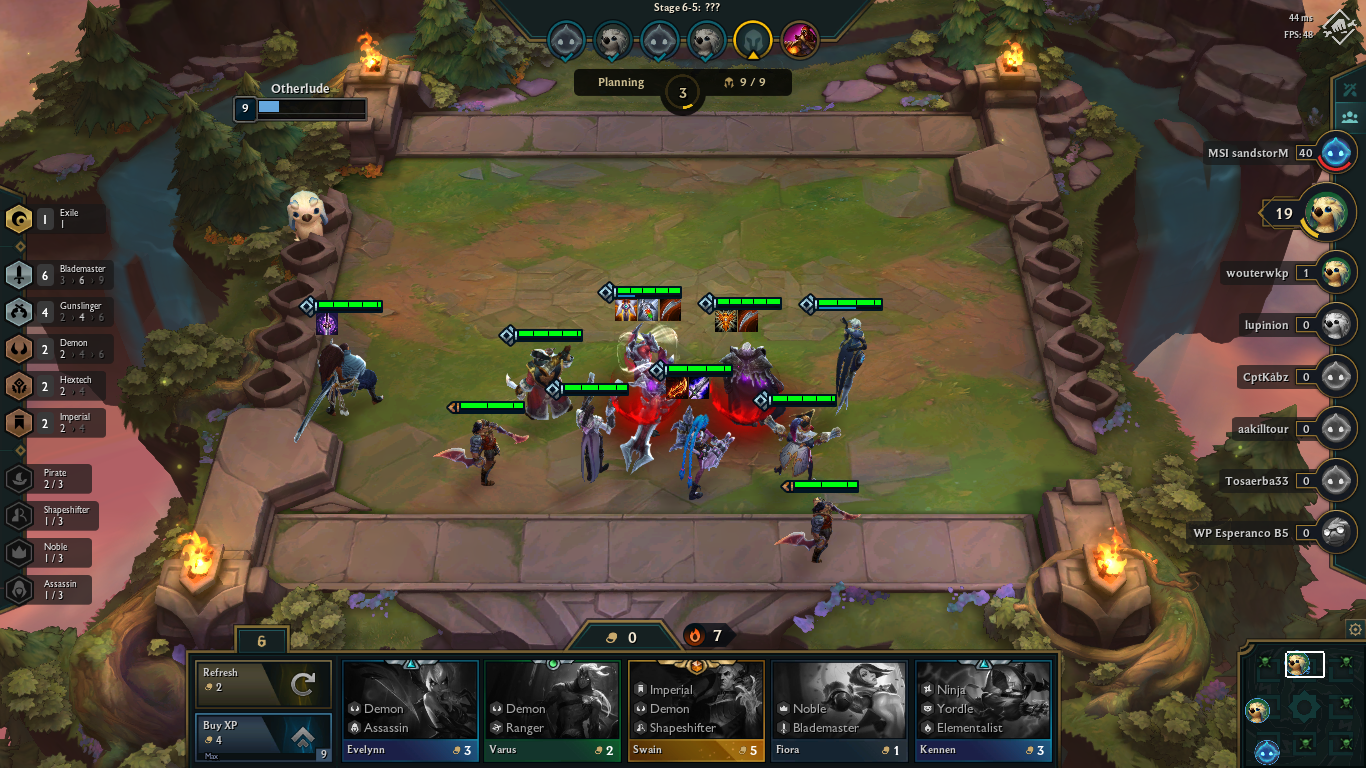 Stage 6-5: ???
44 ms
FPS: 48
Planning
3
9 / 9
Otherlude
9
MSI sandstorM 40
19
wouterwkp 1
lupinion 0
CptKábz 0
aakilltour 0
Tosaerba33 0
WP Esperanco B5 0
1 Exile
1
6 Blademaster
3 › 6 › 9
4 Gunslinger
2 › 4 › 6
2 Demon
2 › 4 › 6
2 Hextech
2 › 4
2 Imperial
2 › 4
Pirate
2 / 3
Shapeshifter
1 / 3
Noble
1 / 3
Assassin
1 / 3
6
0
7
Refresh
2
Buy XP
4
Max
9
Demon
Assassin
Evelynn 3
Demon
Ranger
Varus 2
Imperial
Demon
Shapeshifter
Swain 5
Noble
Blademaster
Fiora 1
Ninja
Yordle
Elementalist
Kennen 3